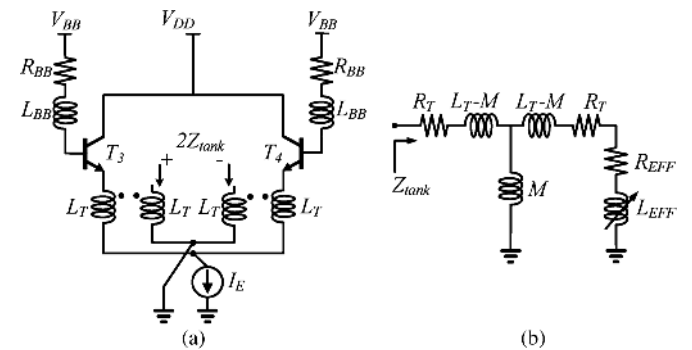 V_BB V_DD V_BB
R_BB R_BB
L_BB L_BB
T_3 + 2Z_tank - T_4
L_T L_T L_T L_T
I_E
(a)
R_T L_T-M L_T-M R_T
Z_tank M R_EFF
L_EFF
(b)